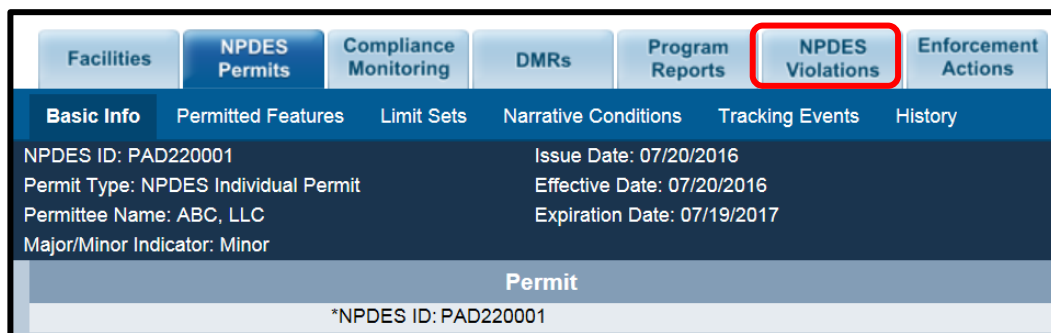 Facilities
NPDES Permits
Compliance Monitoring
DMRs
Program Reports
NPDES Violations
Enforcement Actions
Basic Info Permitted Features Limit Sets Narrative Conditions Tracking Events History
NPDES ID: PAD220001 Issue Date: 07/20/2016
Permit Type: NPDES Individual Permit Effective Date: 07/20/2016
Permittee Name: ABC, LLC Expiration Date: 07/19/2017
Major/Minor Indicator: Minor
Permit
*NPDES ID: PAD220001